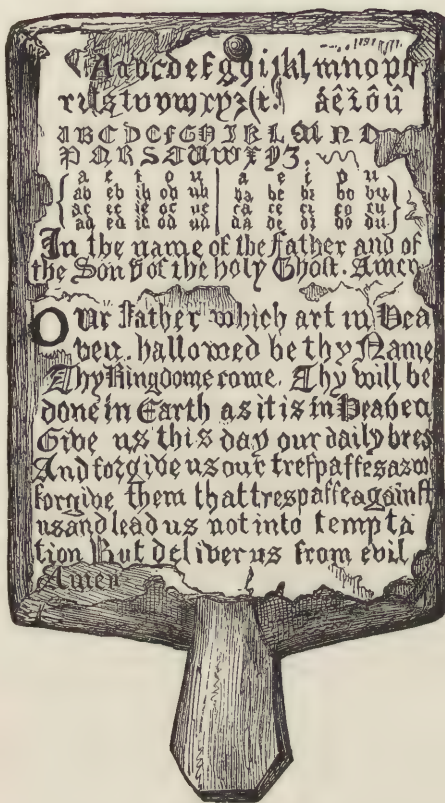 Aabcdefghijklmnopq
rſstuvvwxyz&. áêîôû
ABCDEFGHIJKLMNO
PQRSTUWXYZ.
a e i o u a e i o u
ab eb ib ob ub ba be bi bo bu
ac ec ic oc uc ca ce ci co cu
ad ed id od ud da de di do du
In the name of the Father and of
the Son & of the holy Ghost. Amen
Our Father which art in Hea
ven. hallowed be thy Name
Thy Kingdome come. Thy will be
done in Earth as it is in Heaven
Give us this day our daily brea
And forgive us our treſpaſſes as we
forgive them that treſpaſſe againſt
us and lead us not into tempta
tion But deliver us from evil
Amen